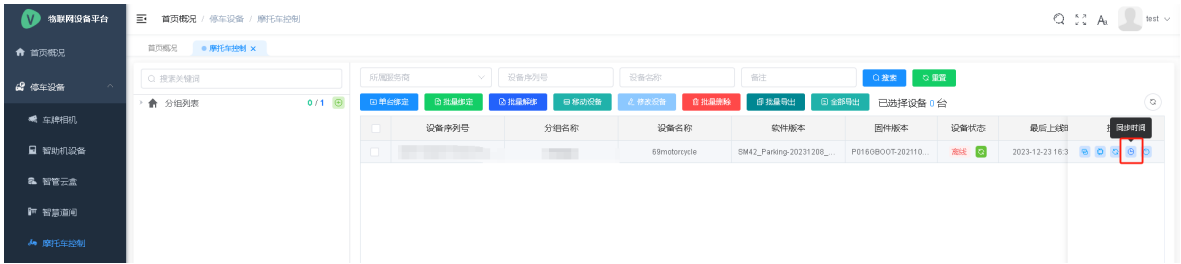 V 物联网设备平台
首页概况 / 停车设备 / 摩托车控制
test
首页概况
首页概况
摩托车控制 ×
停车设备
车牌相机
智助机设备
智管云盒
智慧道闸
摩托车控制
搜索关键词
分组列表 0 / 1
所属服务商 设备序列号 设备名称 备注 搜索 重置
单台绑定 批量绑定 批量解绑 移动设备 修改设备 批量删除 批量导出 全部导出 已选择设备 0 台
设备序列号 分组名称 设备名称 软件版本 固件版本 设备状态 最后上线
同步时间
69motorcycle SM42_Parking-20231208_... P016GBOOT-202110... 离线 2023-12-23 16:3